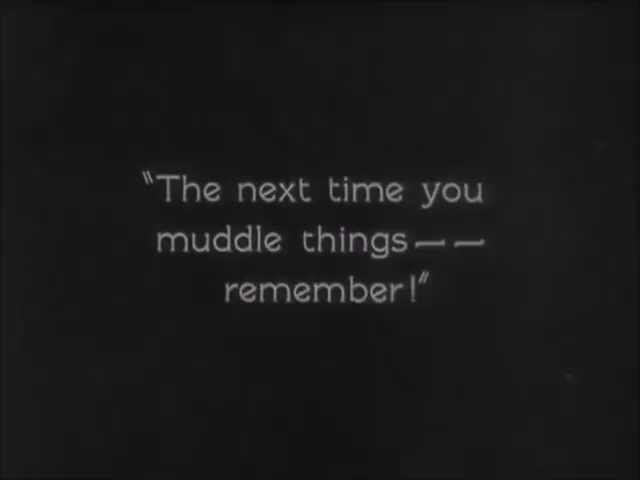 "The next time you
muddle things——
remember!"